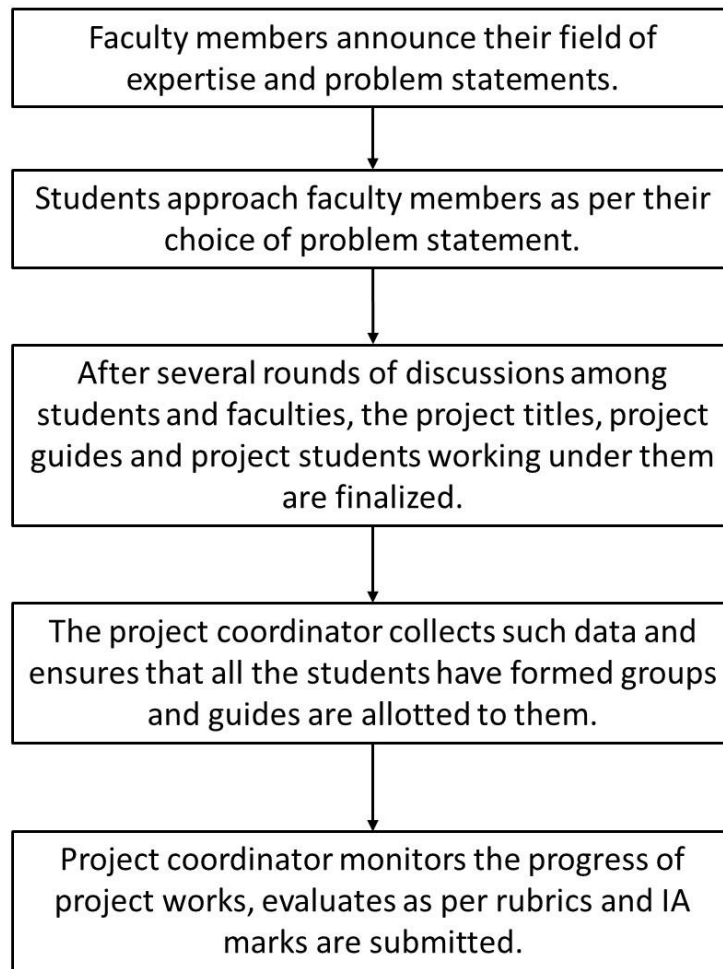 Faculty members announce their field of
expertise and problem statements.
Students approach faculty members as per their
choice of problem statement.
After several rounds of discussions among
students and faculties, the project titles, project
guides and project students working under them
are finalized.
The project coordinator collects such data and
ensures that all the students have formed groups
and guides are allotted to them.
Project coordinator monitors the progress of
project works, evaluates as per rubrics and IA
marks are submitted.